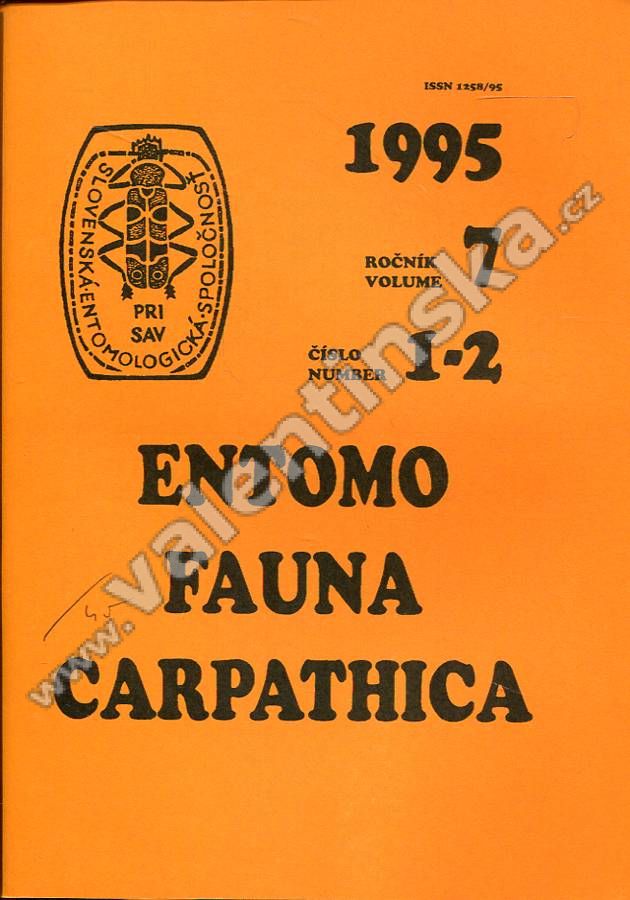 ISSN 1258/95
1995
SLOVENSKÁ·ENTOMOLOGICKÁ·SPOLOČNOSŤ
PRI
SAV
ROČNÍK
VOLUME 7
ČÍSLO
NUMBER 1-2
ENTOMO
FAUNA
CARPATHICA
45
www.valentinska.cz